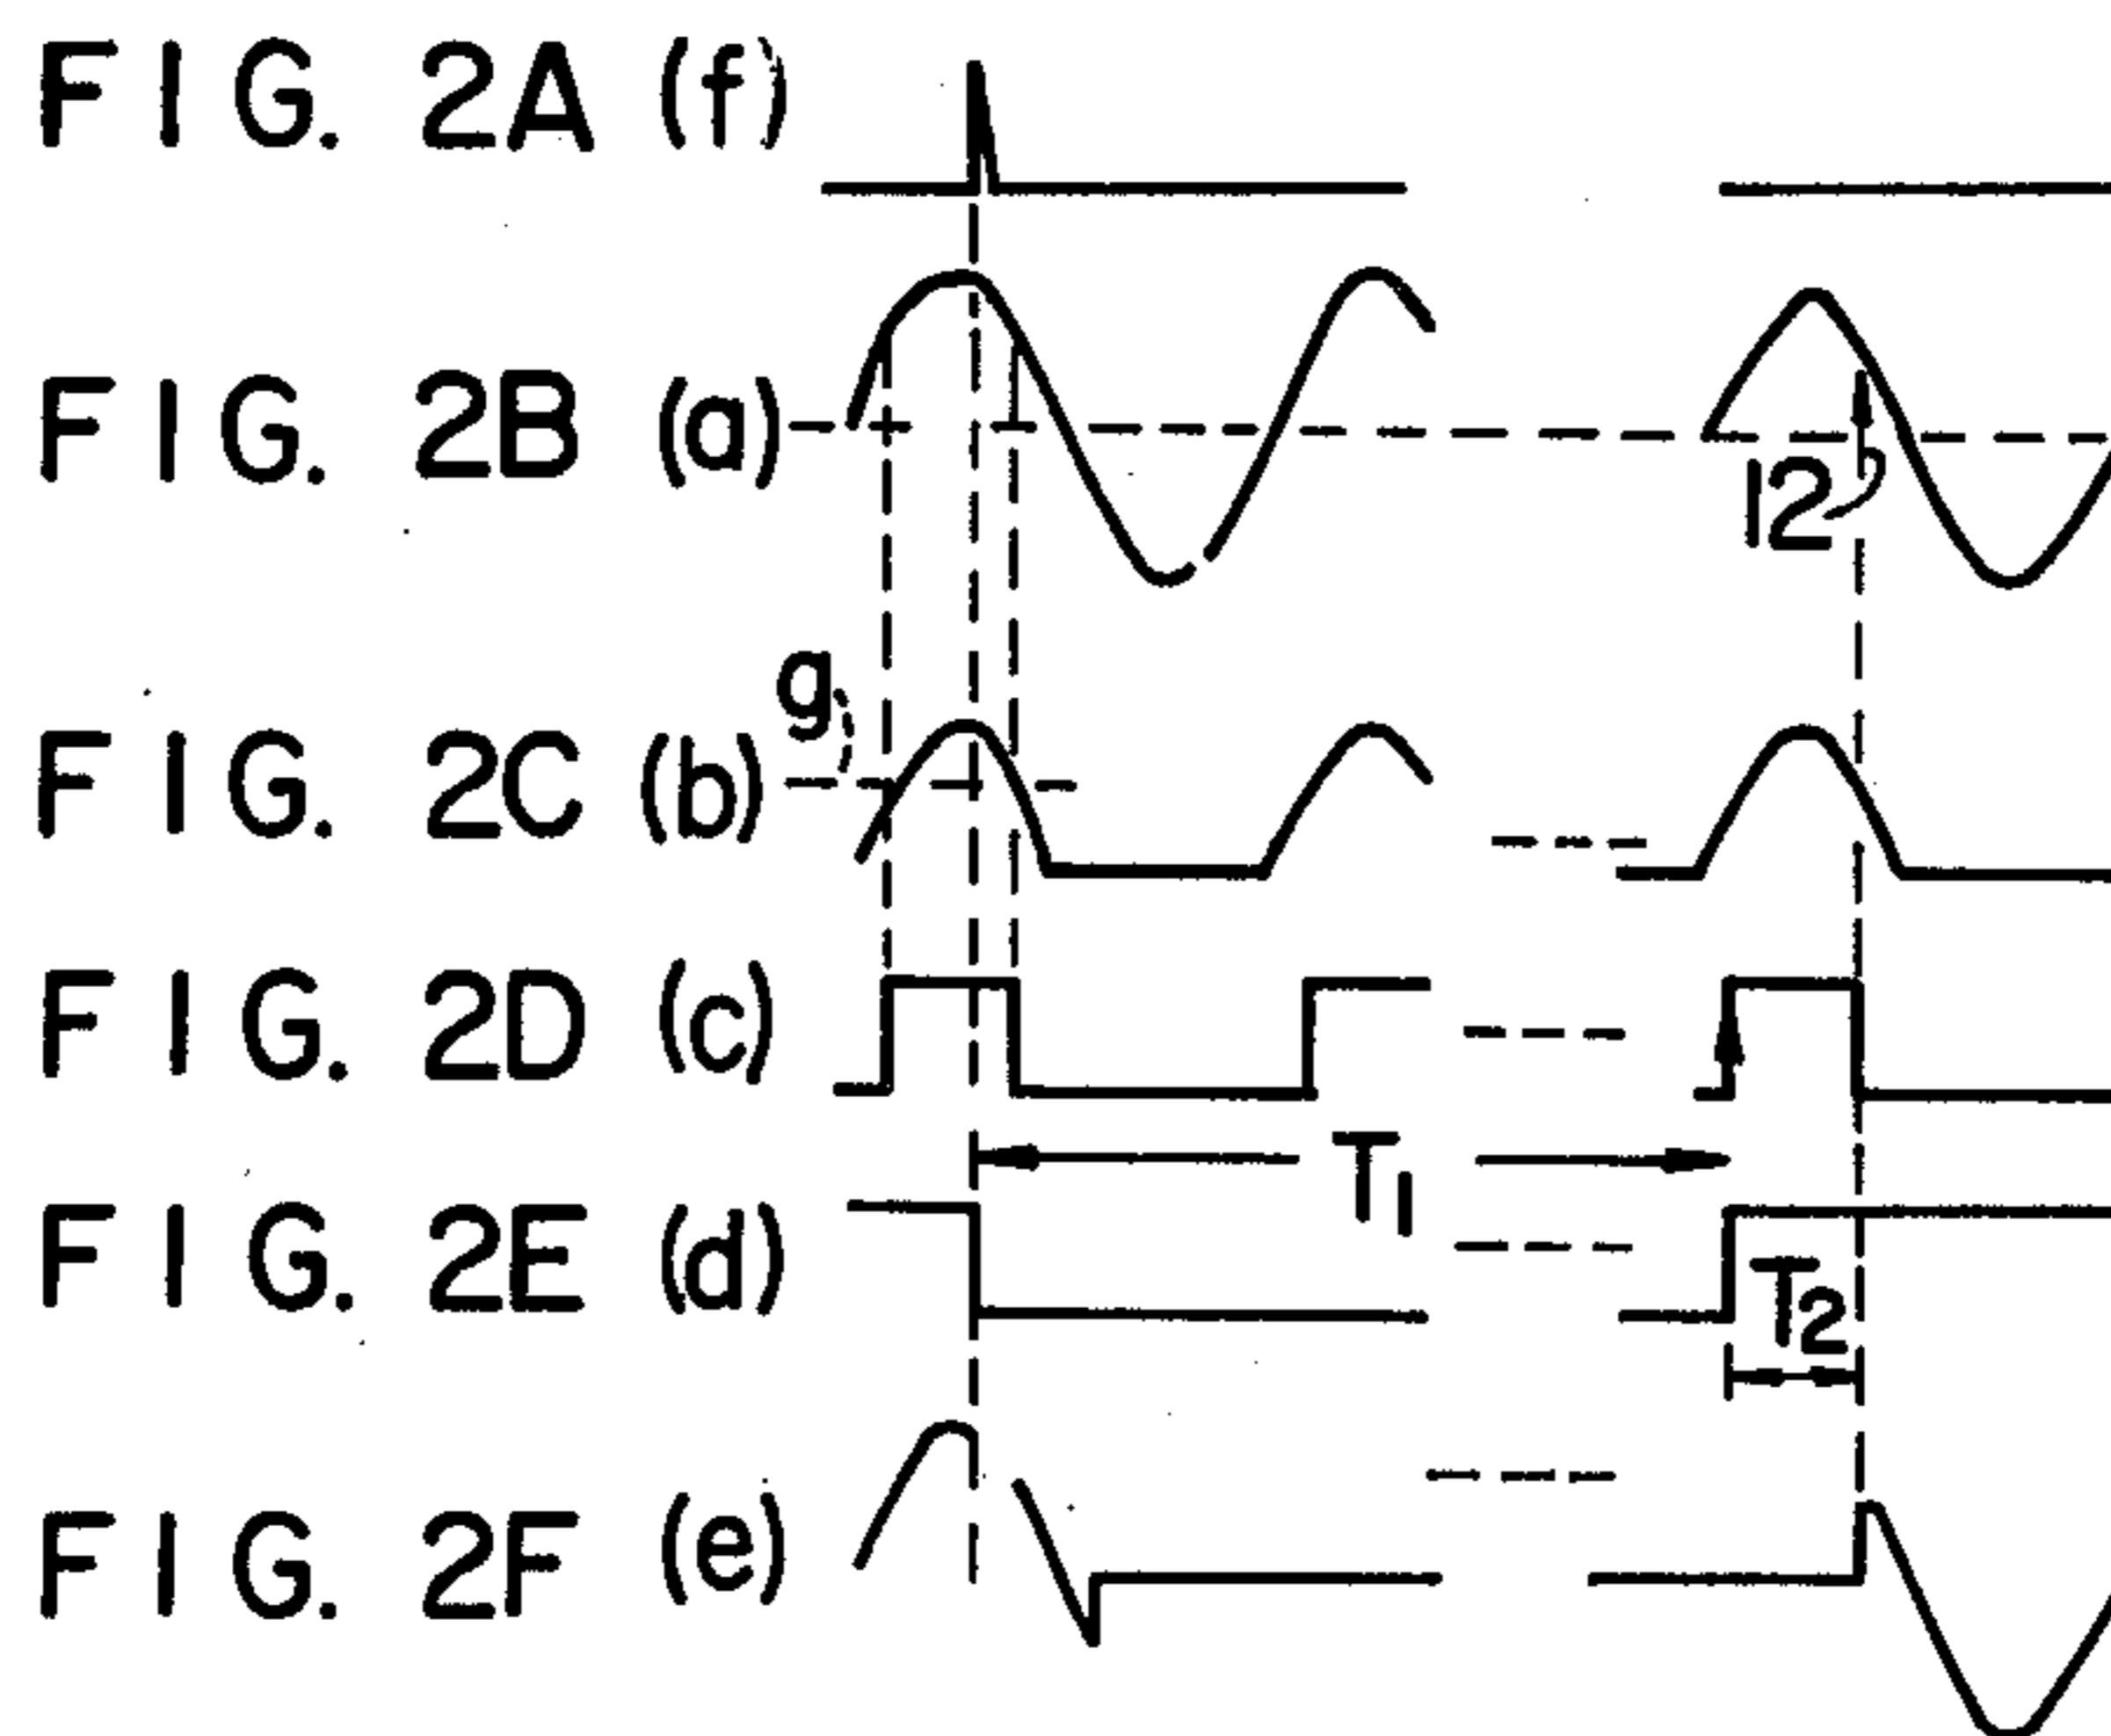 FIG. 2A (f)
FIG. 2B (a)
12
g
FIG. 2C (b)
FIG. 2D (c)
T1
FIG. 2E (d)
T2
FIG. 2F (e)